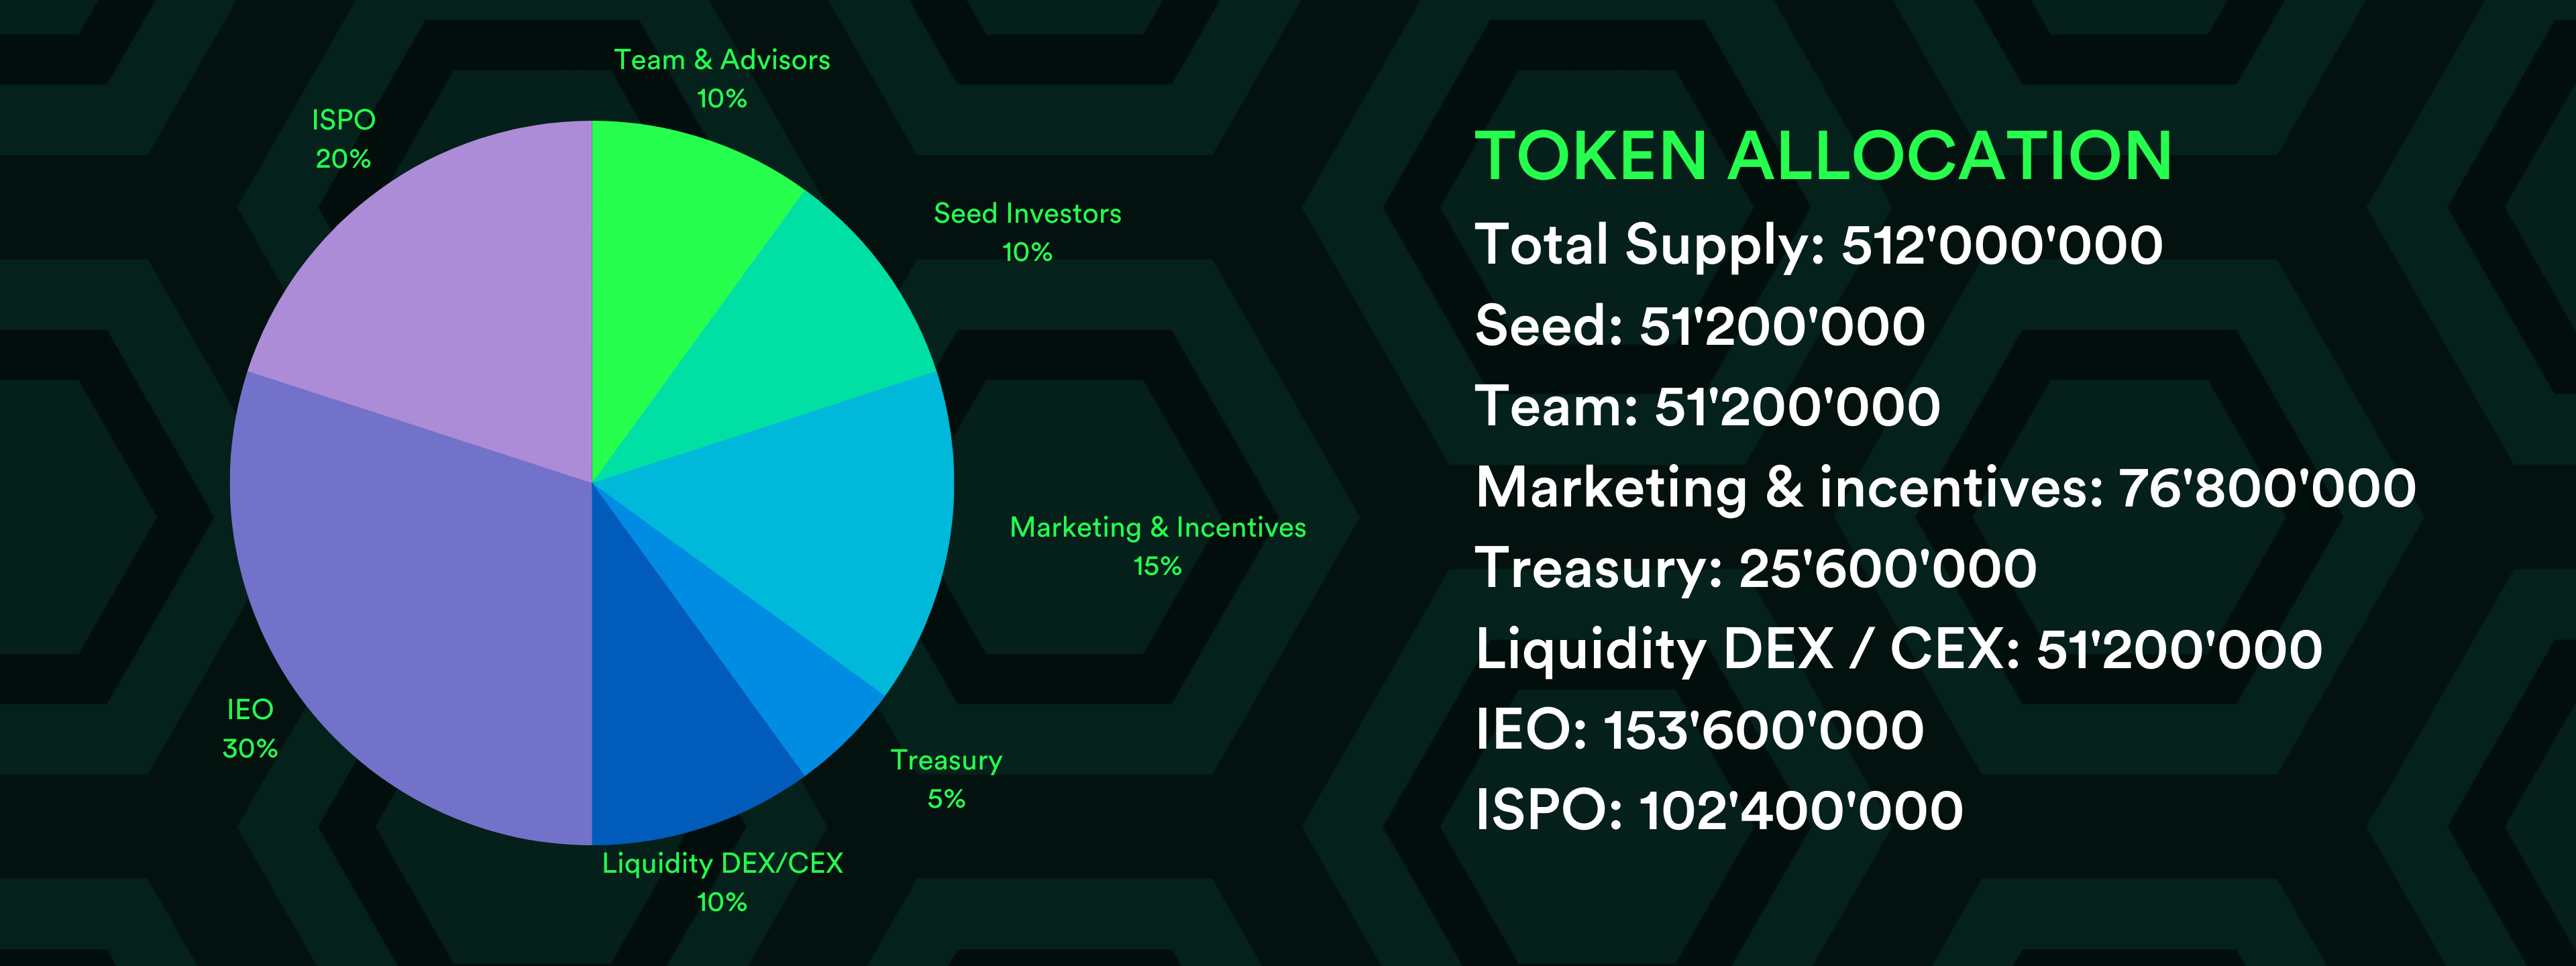 Team & Advisors
10%
ISPO
20%
Seed Investors
10%
Marketing & Incentives
15%
IEO
30%
Treasury
5%
Liquidity DEX/CEX
10%
TOKEN ALLOCATION
Total Supply: 512'000'000
Seed: 51'200'000
Team: 51'200'000
Marketing & incentives: 76'800'000
Treasury: 25'600'000
Liquidity DEX / CEX: 51'200'000
IEO: 153'600'000
ISPO: 102'400'000